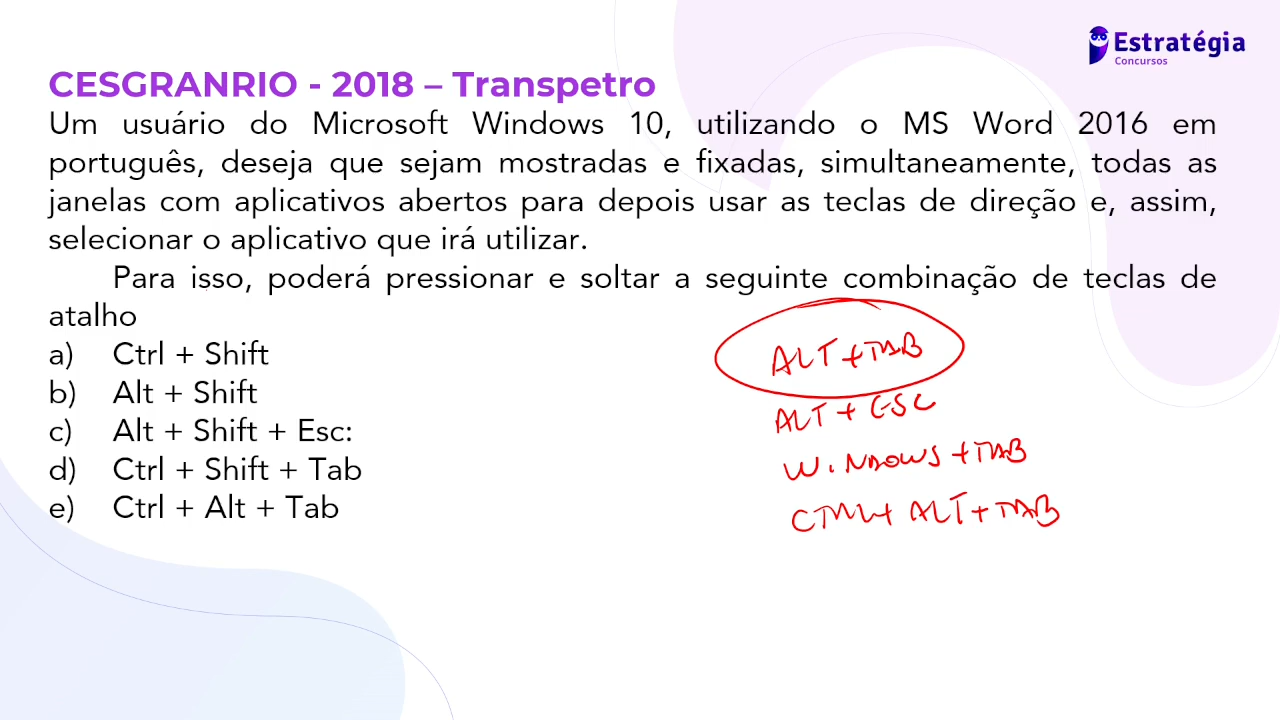 Estratégia
Concursos
CESGRANRIO - 2018 – Transpetro
Um usuário do Microsoft Windows 10, utilizando o MS Word 2016 em
português, deseja que sejam mostradas e fixadas, simultaneamente, todas as
janelas com aplicativos abertos para depois usar as teclas de direção e, assim,
selecionar o aplicativo que irá utilizar.
Para isso, poderá pressionar e soltar a seguinte combinação de teclas de
atalho
a) Ctrl + Shift
b) Alt + Shift
c) Alt + Shift + Esc:
d) Ctrl + Shift + Tab
e) Ctrl + Alt + Tab
ALT + TAB
ALT + ESC
WINDOWS + TAB
CTRL + ALT + TAB